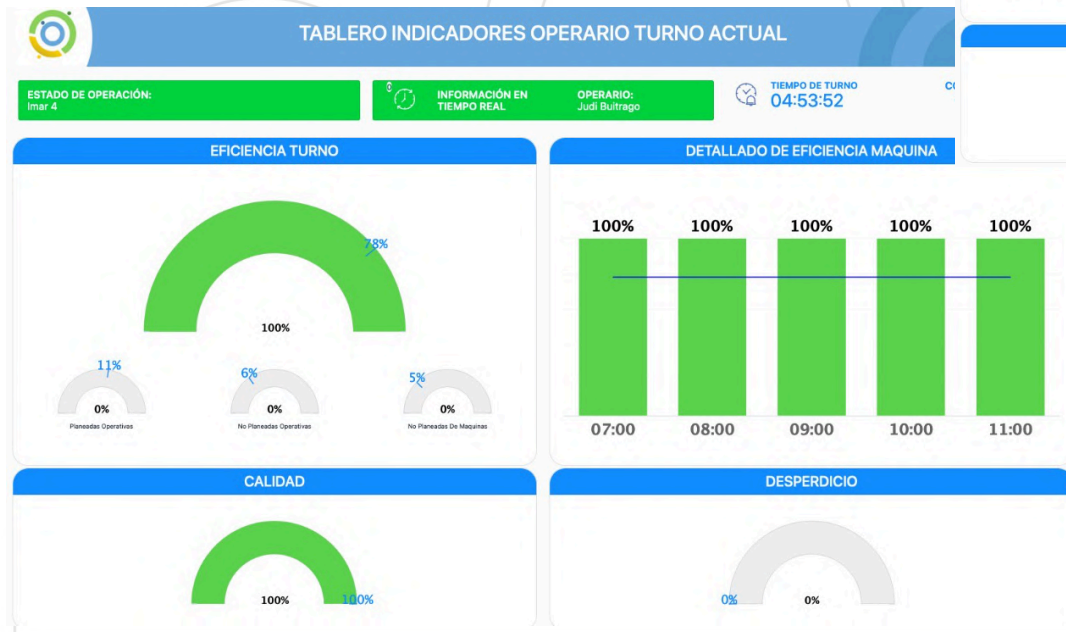 TABLERO INDICADORES OPERARIO TURNO ACTUAL
ESTADO DE OPERACIÓN:
Imar 4
0
INFORMACIÓN EN
TIEMPO REAL
OPERARIO:
Judi Buitrago
TIEMPO DE TURNO
04:53:52
EFICIENCIA TURNO
78%
100%
11%
0%
Planeadas Operativas
6%
0%
No Planeadas Operativas
5%
0%
No Planeadas De Maquinas
DETALLADO DE EFICIENCIA MAQUINA
100% 100% 100% 100% 100%
07:00 08:00 09:00 10:00 11:00
CALIDAD
100% 100%
DESPERDICIO
0% 0%